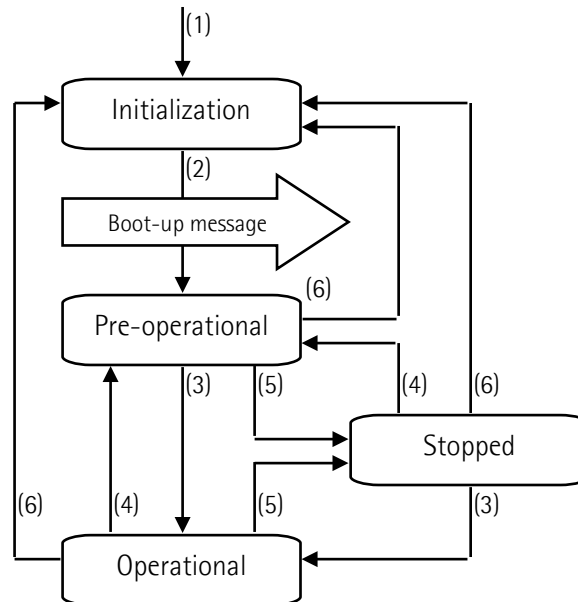 (1)
Initialization
(2)
Boot-up message
(6)
Pre-operational
(3)
(5)
(4)
(6)
Stopped
(6)
(4)
(5)
(3)
Operational